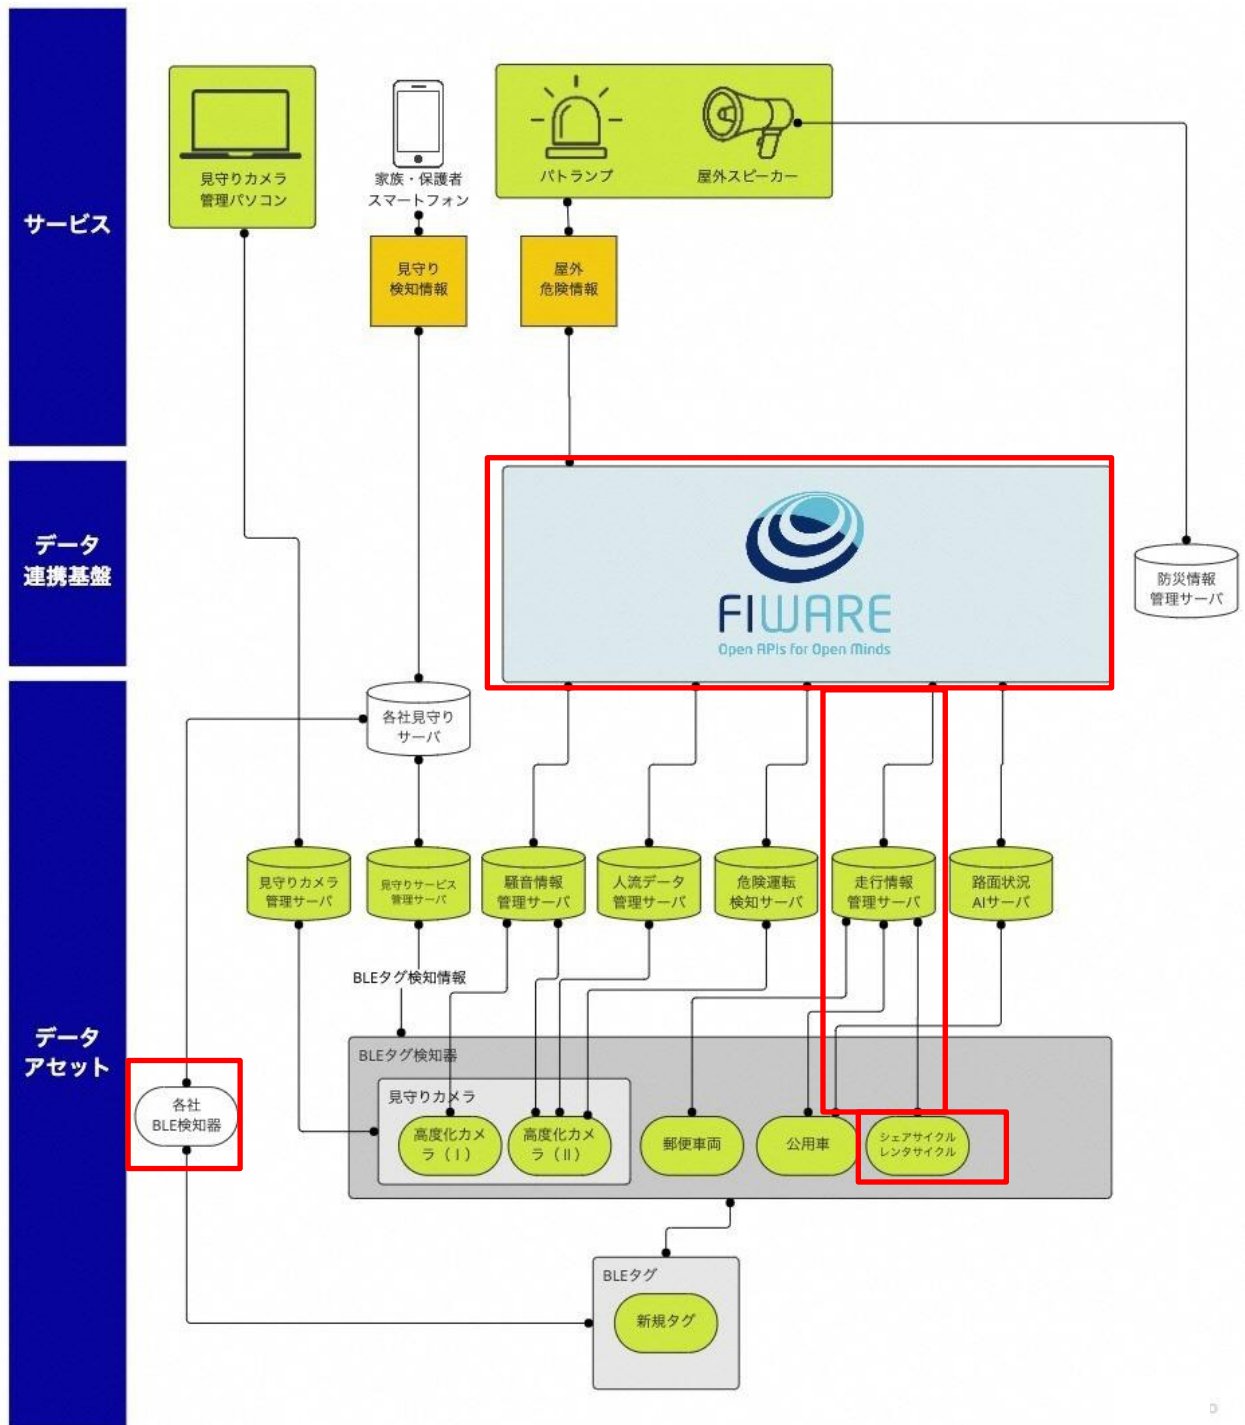 サービス
見守りカメラ
管理パソコン
家族・保護者
スマートフォン
パトランプ
屋外スピーカー
見守り
検知情報
屋外
危険情報
データ
連携基盤
FIWARE
Open APIs for Open Minds
防災情報
管理サーバ
データ
アセット
各社見守り
サーバ
見守りカメラ
管理サーバ
見守りサービス
管理サーバ
騒音情報
管理サーバ
人流データ
管理サーバ
危険運転
検知サーバ
走行情報
管理サーバ
路面状況
AIサーバ
BLEタグ検知情報
BLEタグ検知器
見守りカメラ
高度化カメ
ラ（Ⅰ）
高度化カメ
ラ（Ⅱ）
郵便車両
公用車
シェアサイクル
レンタサイクル
各社
BLE検知器
BLEタグ
新規タグ